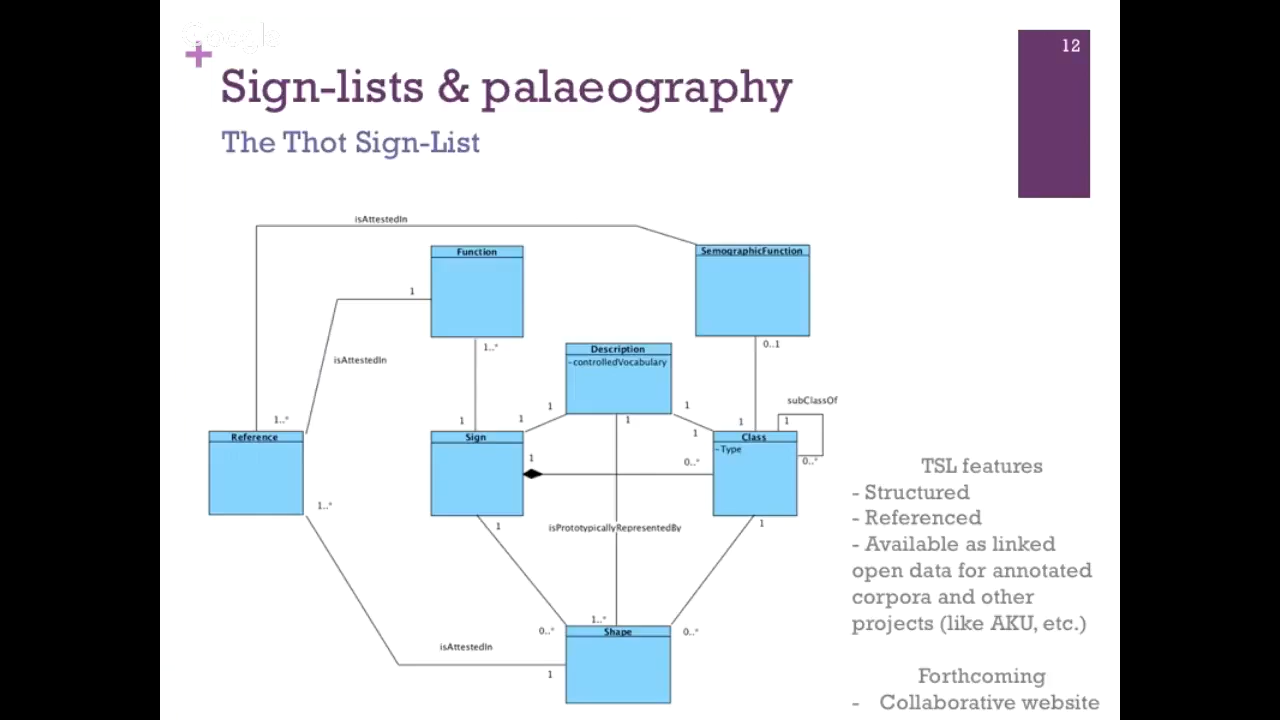 Google
12
Sign-lists & palaeography
The Thot Sign-List
isAttestedIn
Function
SemographicFunction
1
1..*
0..1
isAttestedIn
Description
-controlledVocabulary
subClassOf
1
1
1
1
1
1..*
1
1
1
Reference
Sign
Class
-Type
1
0..*
0..*
1..*
1
isPrototypicallyRepresentedBy
1
1..*
0..*
0..*
Shape
isAttestedIn
1
TSL features
- Structured
- Referenced
- Available as linked
open data for annotated
corpora and other
projects (like AKU, etc.)
Forthcoming
- Collaborative website